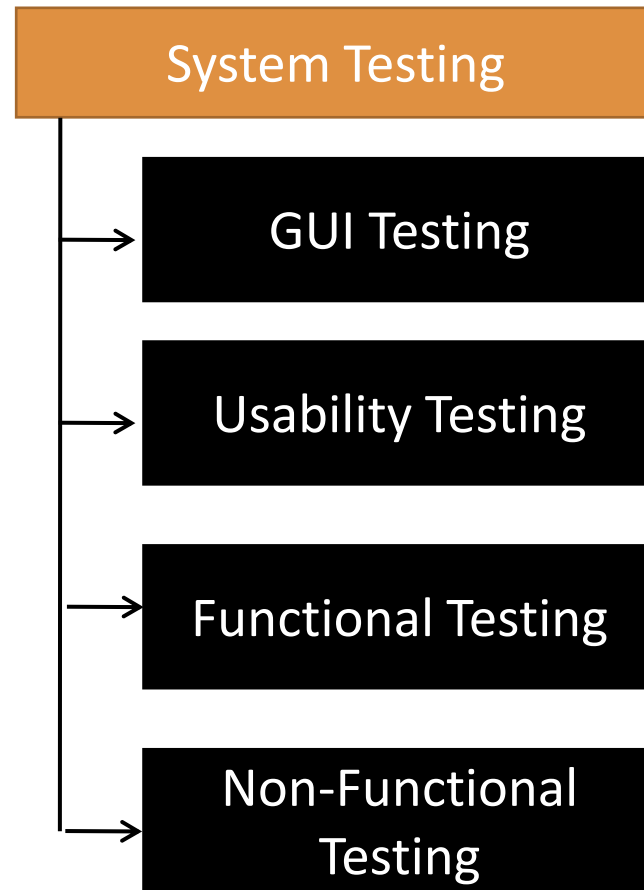 System Testing
GUI Testing
Usability Testing
Functional Testing
Non-Functional
Testing